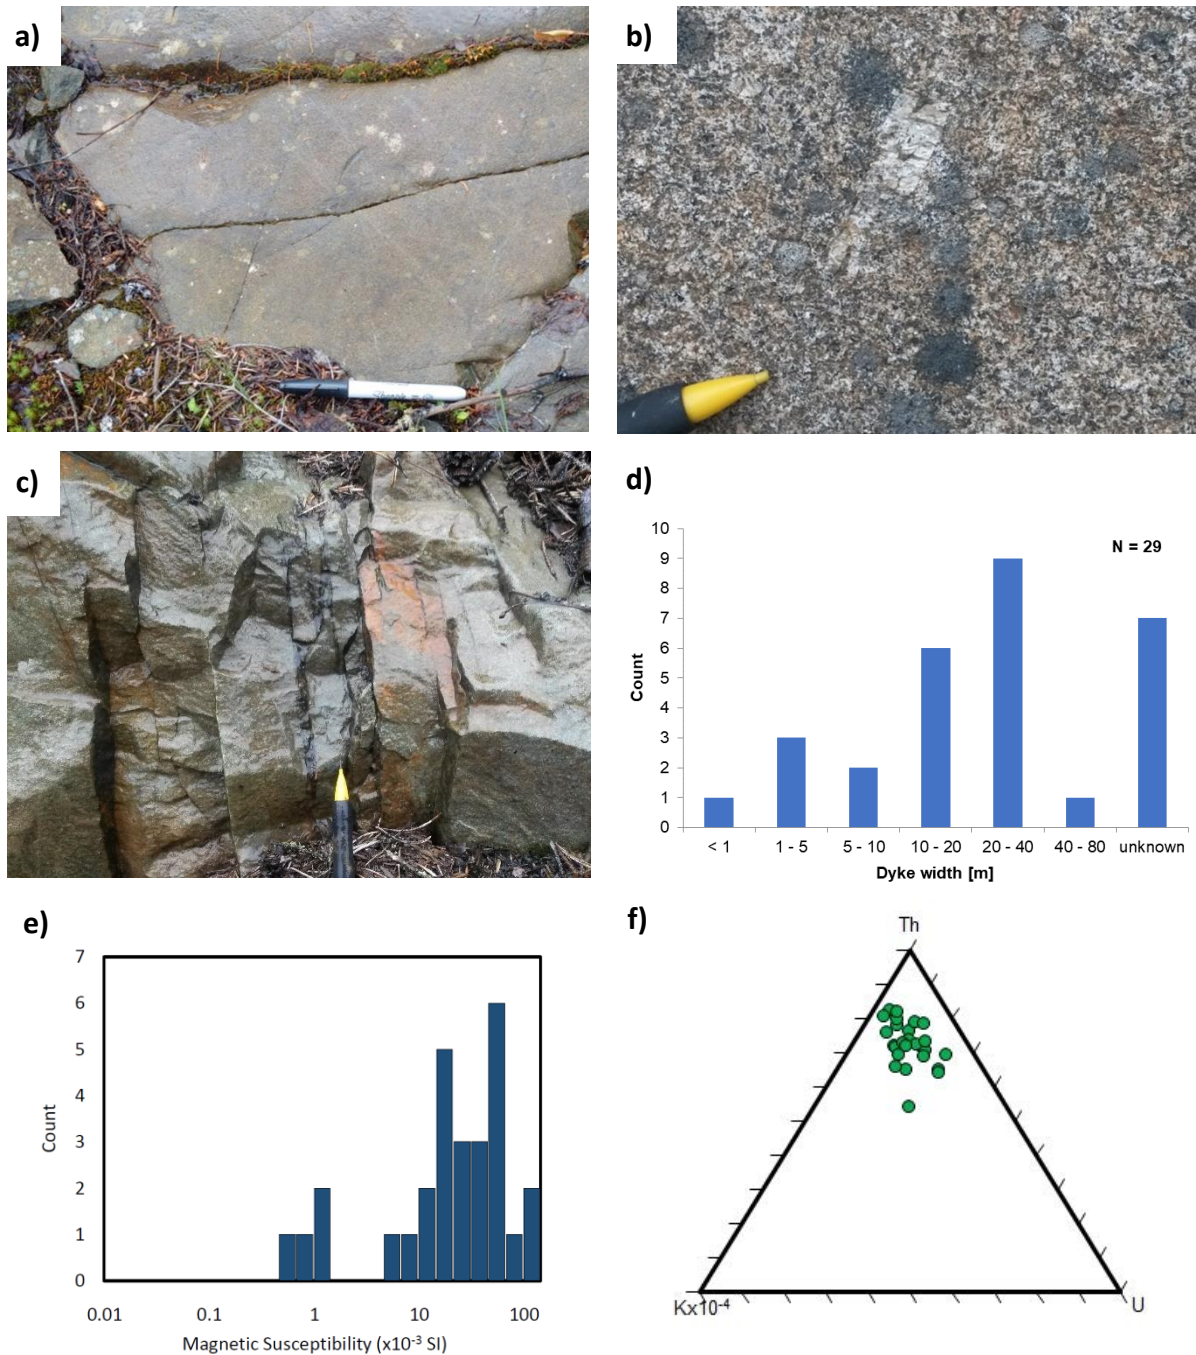 a)
b)
Sharpie
c)
d)
N = 29
10
9
8
7
6
5
4
3
2
1
0
Count
< 1
1 - 5
5 - 10
10 - 20
20 - 40
40 - 80
unknown
Dyke width [m]
e)
7
6
5
4
3
2
1
0
Count
0.01
0.1
1
10
100
Magnetic Susceptibility (x10⁻³ SI)
f)
Th
Kx10⁻⁴
U